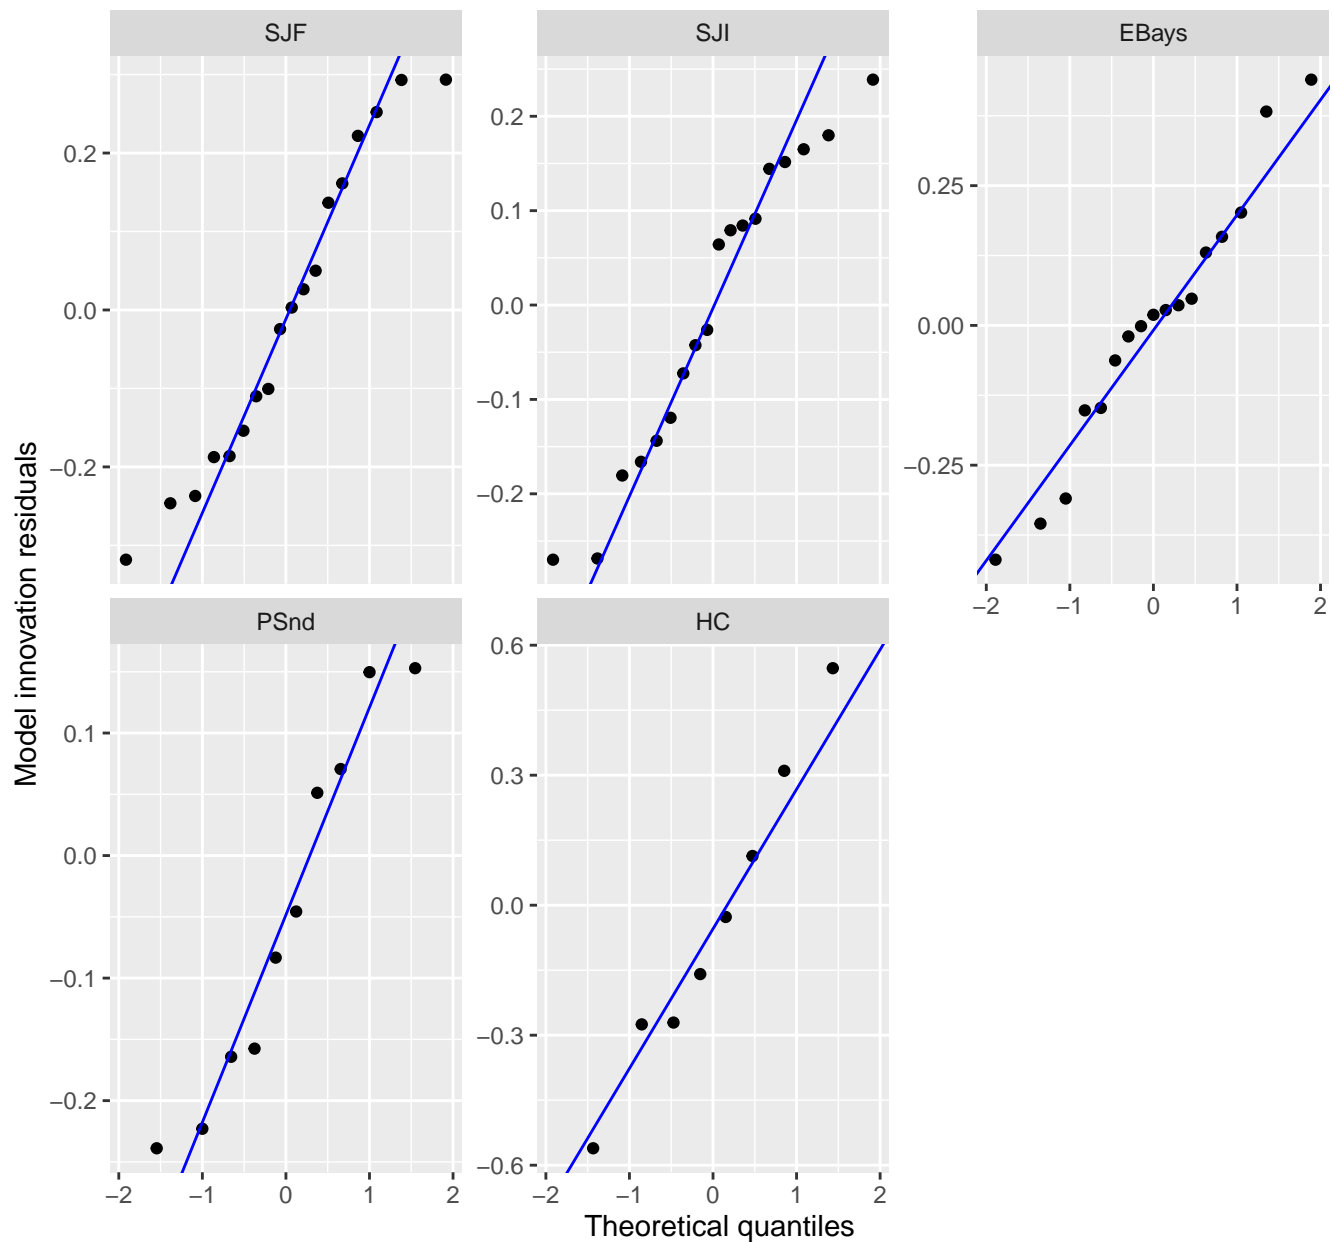 SJF
SJI
EBays
0.2
0.0
−0.2
0.2
0.1
0.0
−0.1
−0.2
0.25
0.00
−0.25
−2 −1 0 1 2
PSnd
HC
0.1
0.0
−0.1
−0.2
0.6
0.3
0.0
−0.3
−0.6
−2 −1 0 1 2
−2 −1 0 1 2
Theoretical quantiles
Model innovation residuals